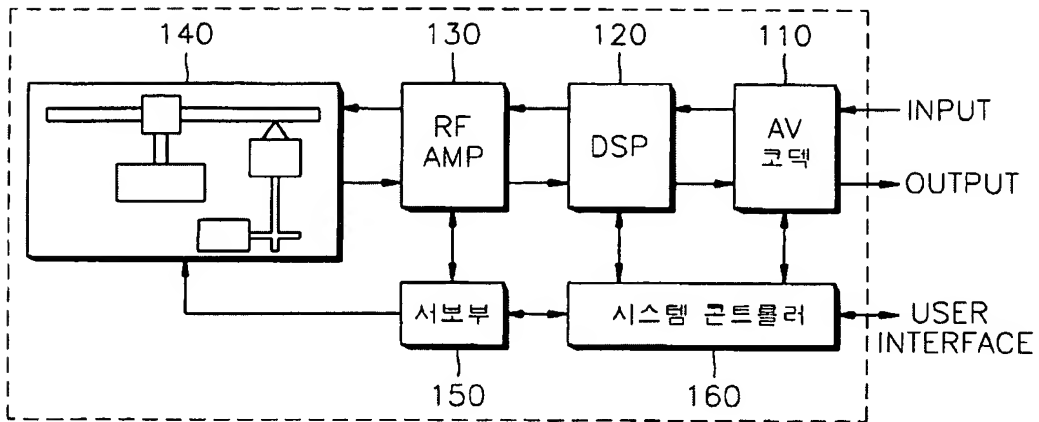 140
130
120
110
RF
AMP
DSP
AV
코덱
INPUT
OUTPUT
서보부
시스템 콘트롤러
USER
INTERFACE
150
160